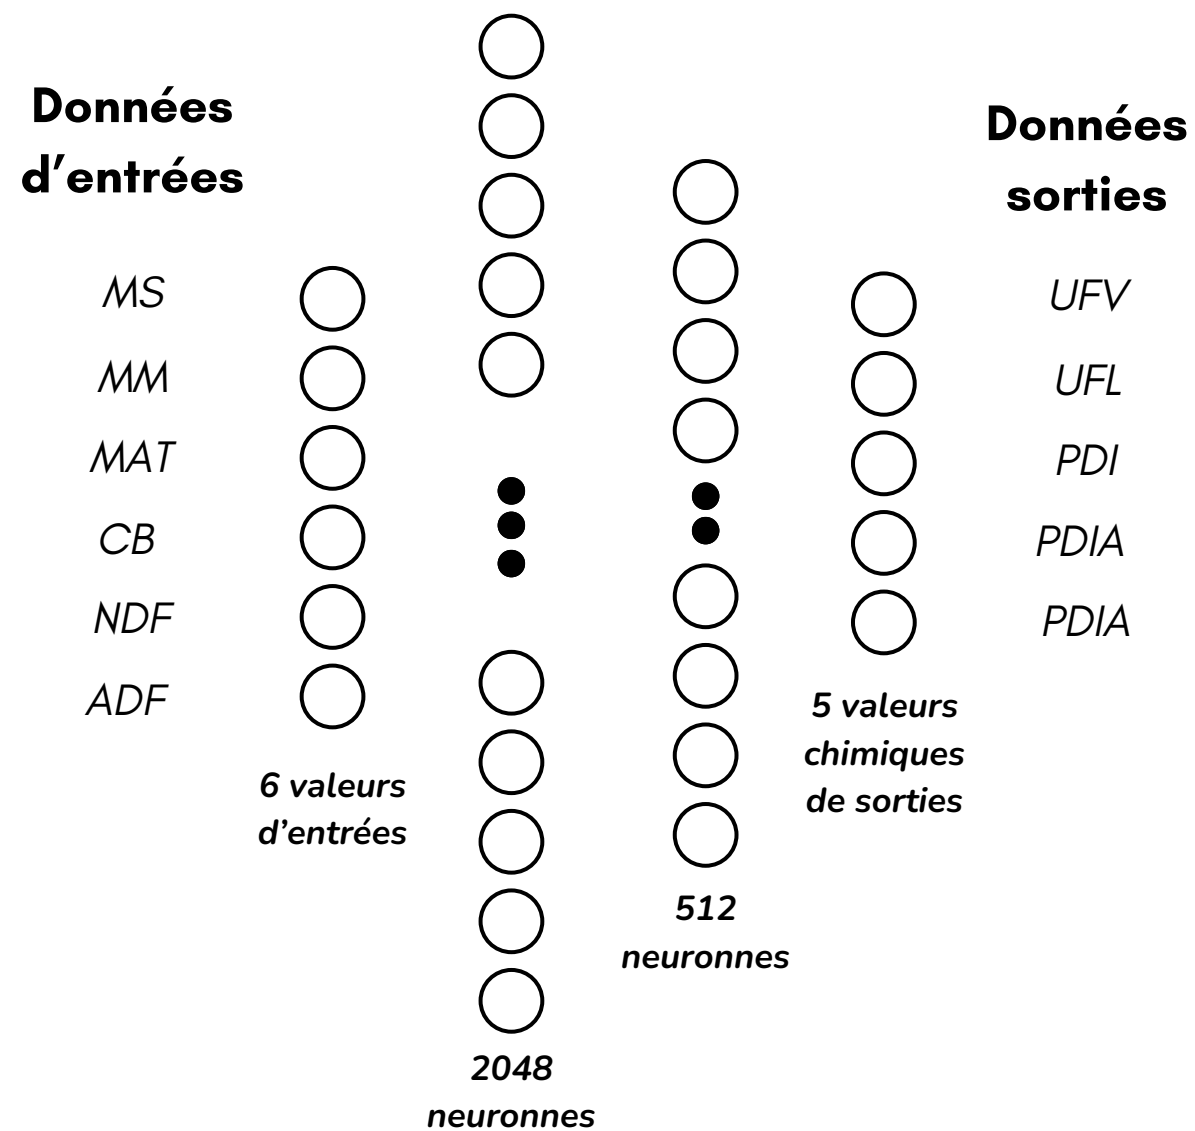 Données
d’entrées
MS
MM
MAT
CB
NDF
ADF
6 valeurs
d’entrées
2048
neuronnes
512
neuronnes
Données
sorties
UFV
UFL
PDI
PDIA
PDIA
5 valeurs
chimiques
de sorties